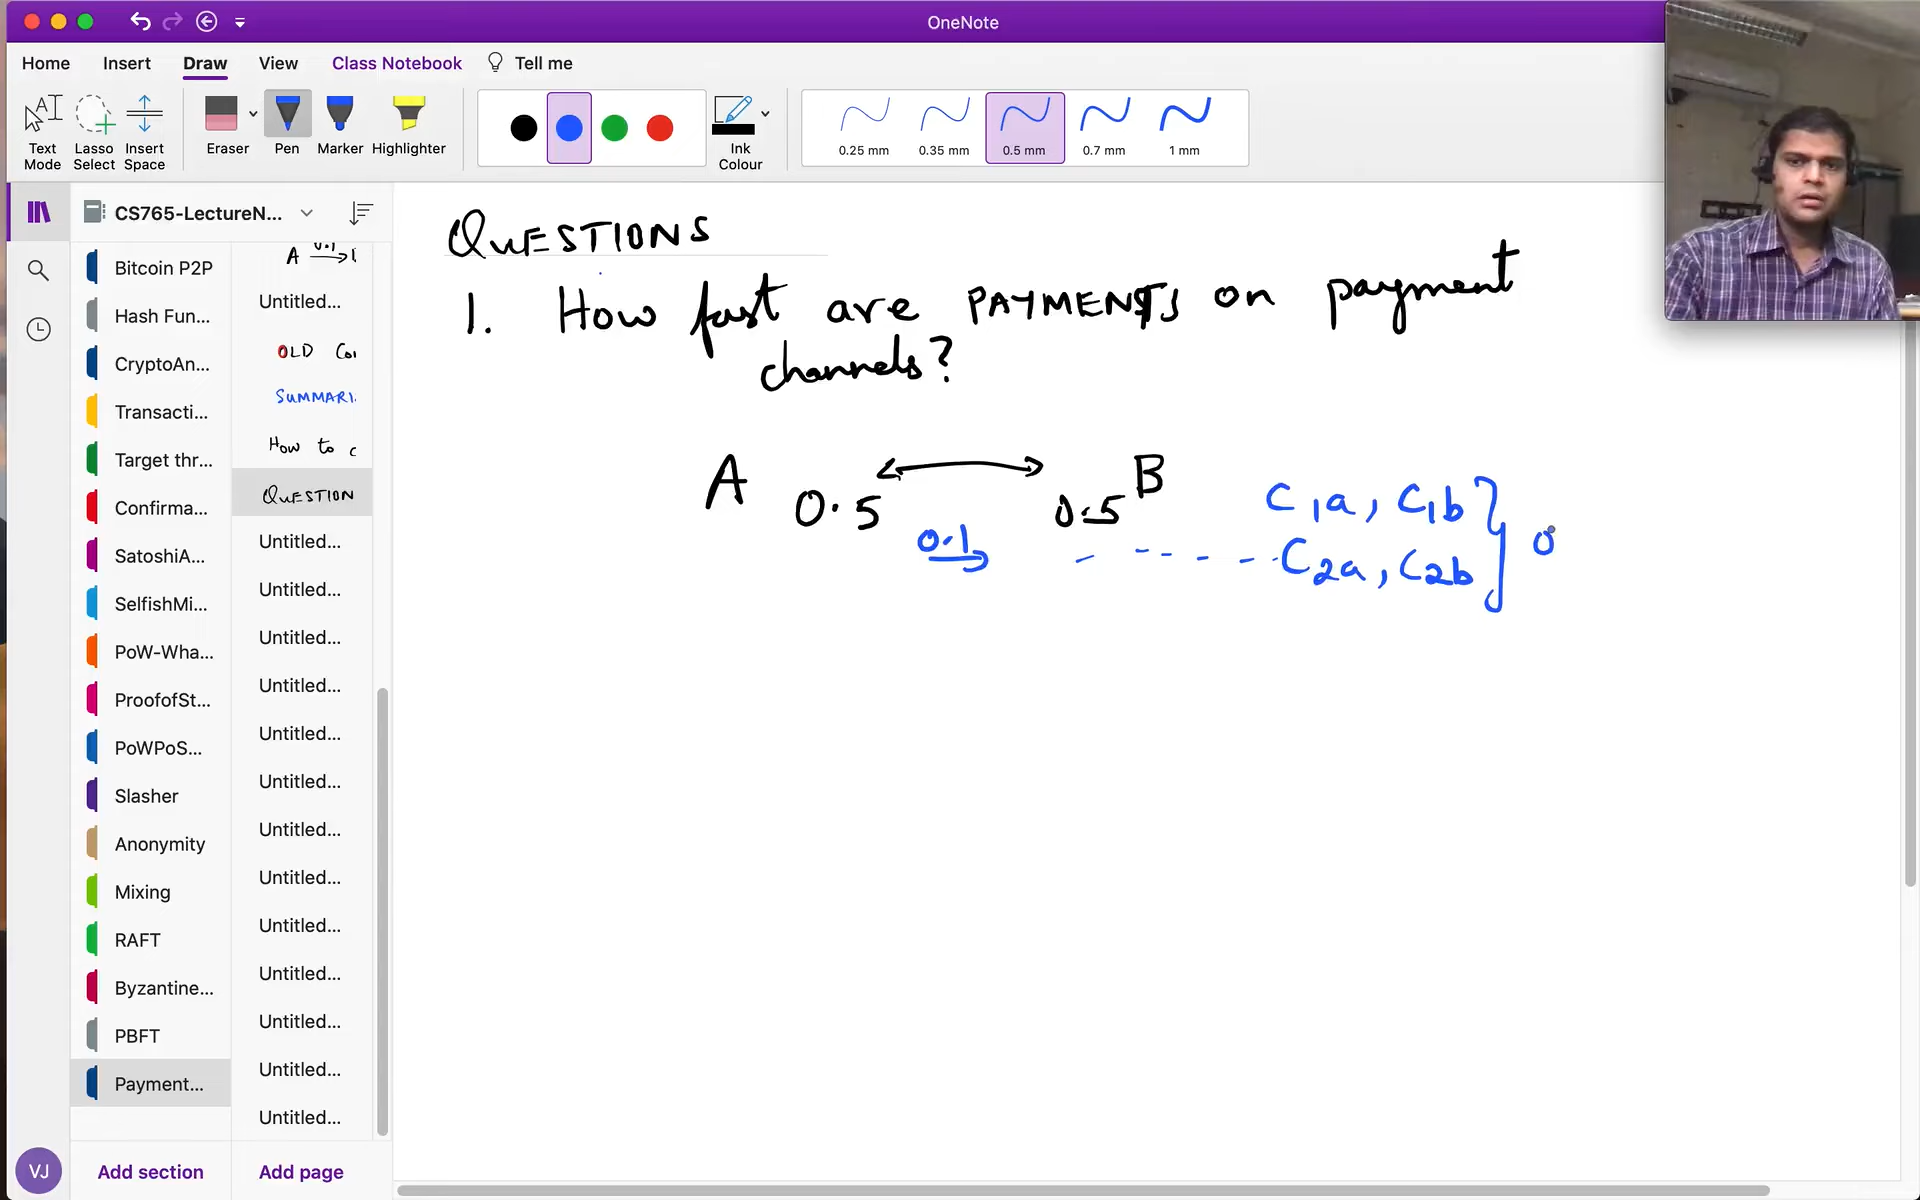 OneNote
Home Insert Draw View Class Notebook Tell me
Text Mode
Lasso Select
Insert Space
Eraser
Pen
Marker
Highlighter
Ink Colour
0.25 mm
0.35 mm
0.5 mm
0.7 mm
1 mm
CS765-LectureN...
Bitcoin P2P
Hash Fun...
CryptoAn...
Transacti...
Target thr...
Confirma...
SatoshiA...
SelfishMi...
PoW-Wha...
ProofofSt...
PoWPoS...
Slasher
Anonymity
Mixing
RAFT
Byzantine...
PBFT
Payment...
Add section
VJ
A
Untitled...
OLD
SUMMARI
How to
QUESTION
Untitled...
Untitled...
Untitled...
Untitled...
Untitled...
Untitled...
Untitled...
Untitled...
Untitled...
Untitled...
Untitled...
Untitled...
Untitled...
Add page
QUESTIONS
1. How fast are PAYMENTS on payment
channels?
A 0.5 0.5 B C1a, C1b
0.1 C2a, C2b
0